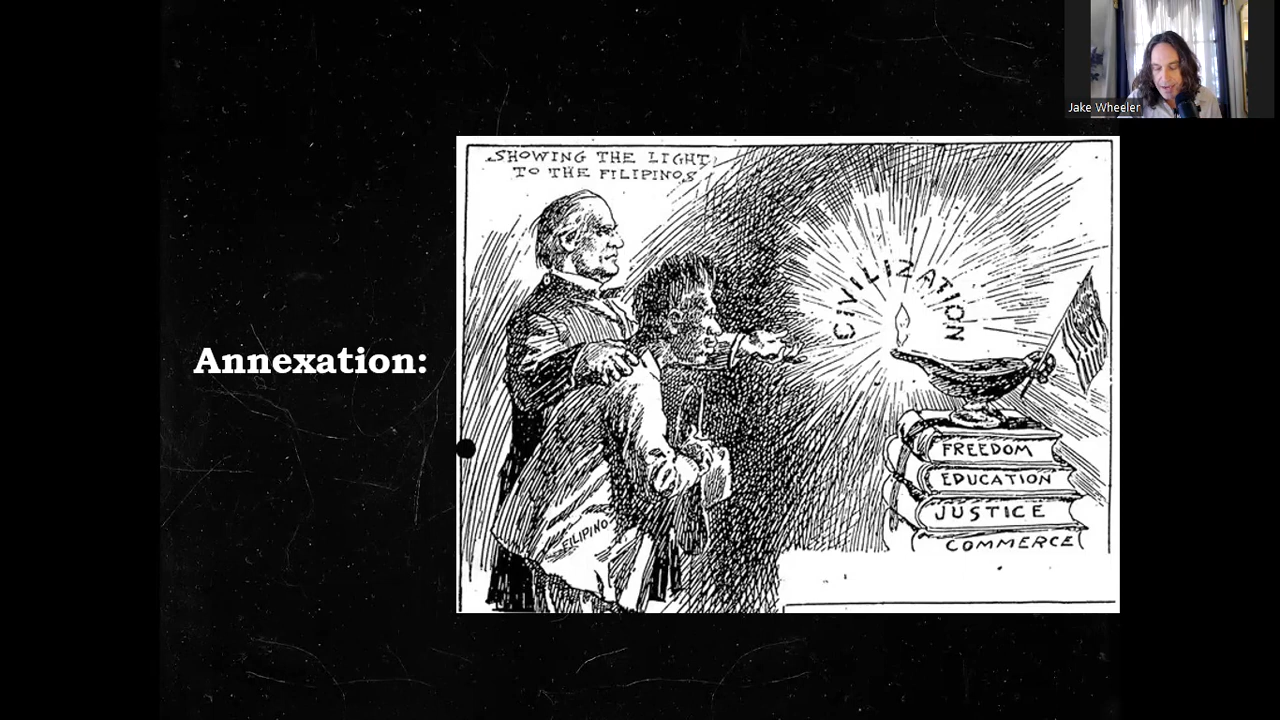 Jake Wheeler
Annexation:
SHOWING THE LIGHT
TO THE FILIPINOS
CIVILIZATION
FREEDOM
EDUCATION
JUSTICE
COMMERCE
FILIPINO